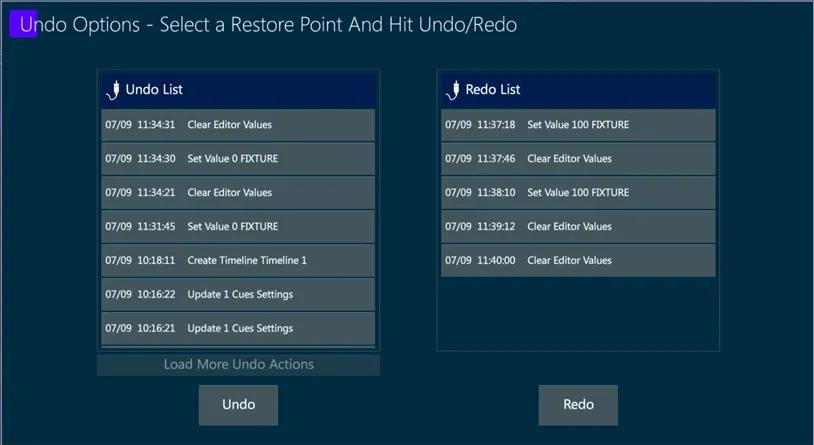 Undo Options - Select a Restore Point And Hit Undo/Redo
Undo List
07/09 11:34:31 Clear Editor Values
07/09 11:34:30 Set Value 0 FIXTURE
07/09 11:34:21 Clear Editor Values
07/09 11:31:45 Set Value 0 FIXTURE
07/09 10:18:11 Create Timeline Timeline 1
07/09 10:16:22 Update 1 Cues Settings
07/09 10:16:21 Update 1 Cues Settings
Load More Undo Actions
Undo
Redo List
07/09 11:37:18 Set Value 100 FIXTURE
07/09 11:37:46 Clear Editor Values
07/09 11:38:10 Set Value 100 FIXTURE
07/09 11:39:12 Clear Editor Values
07/09 11:40:00 Clear Editor Values
Redo